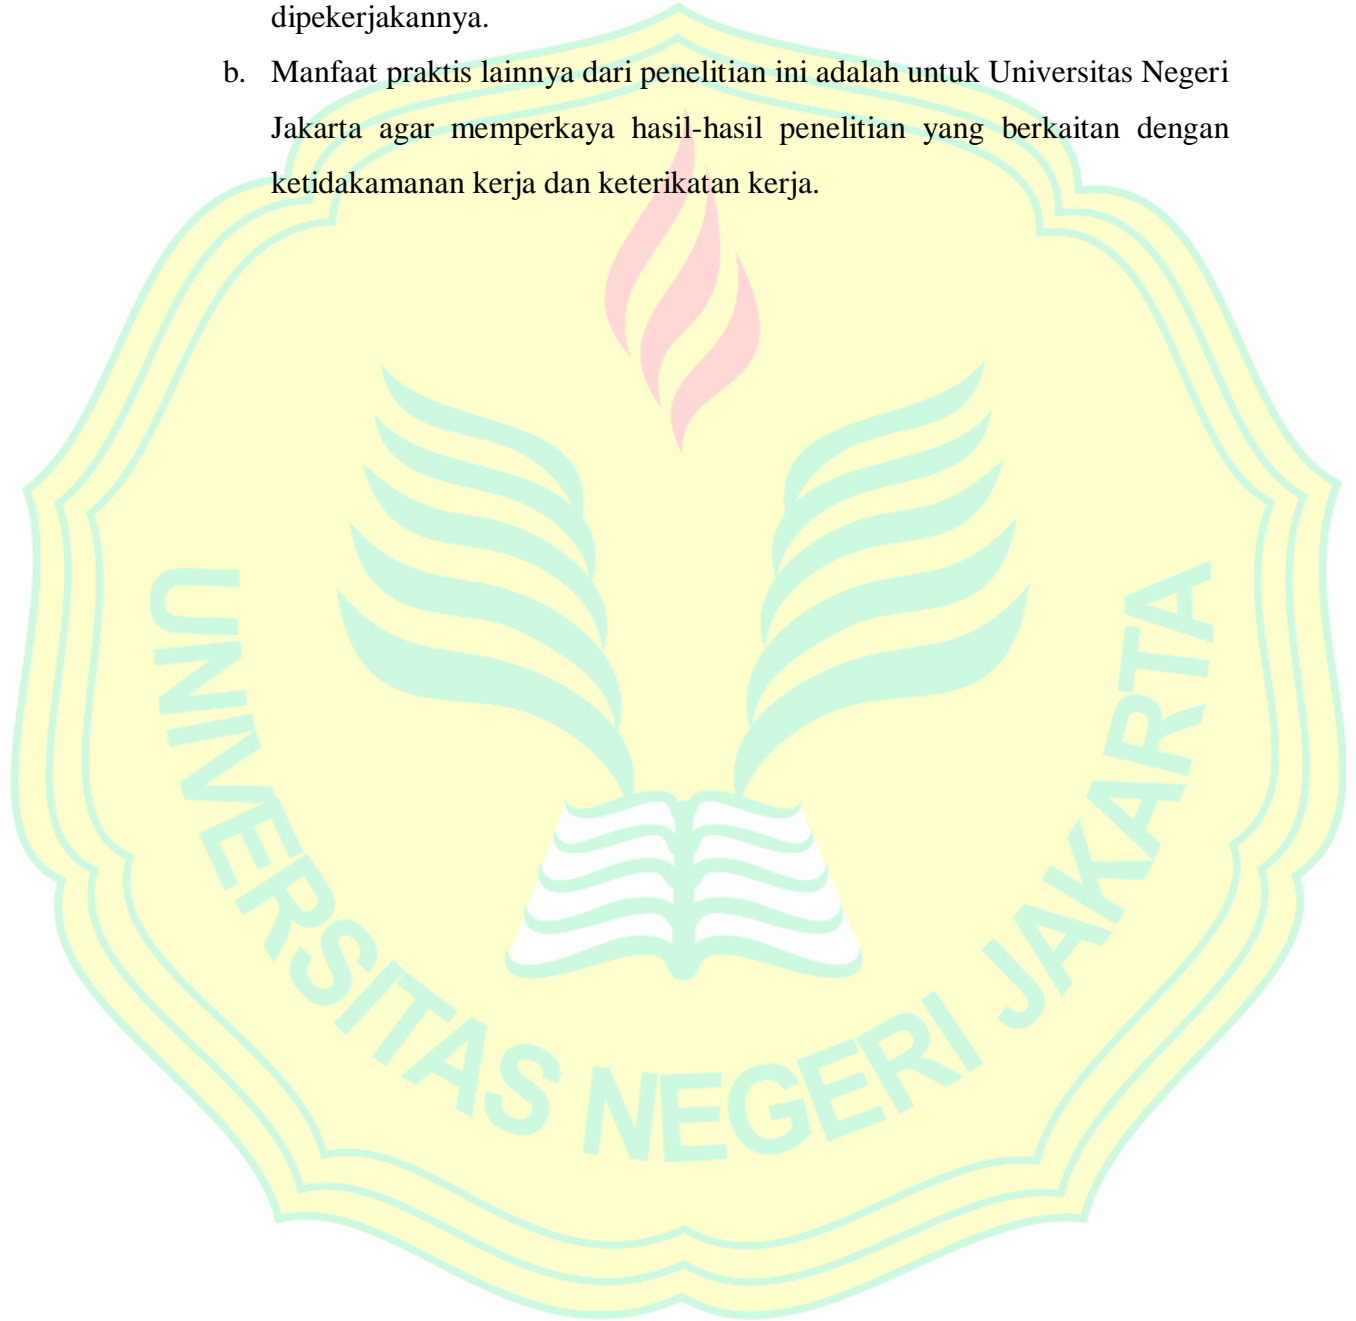 dipekerjakannya.
b. Manfaat praktis lainnya dari penelitian ini adalah untuk Universitas Negeri
Jakarta agar memperkaya hasil-hasil penelitian yang berkaitan dengan
ketidakamanan kerja dan keterikatan kerja.
UNIVERSITAS NEGERI JAKARTA